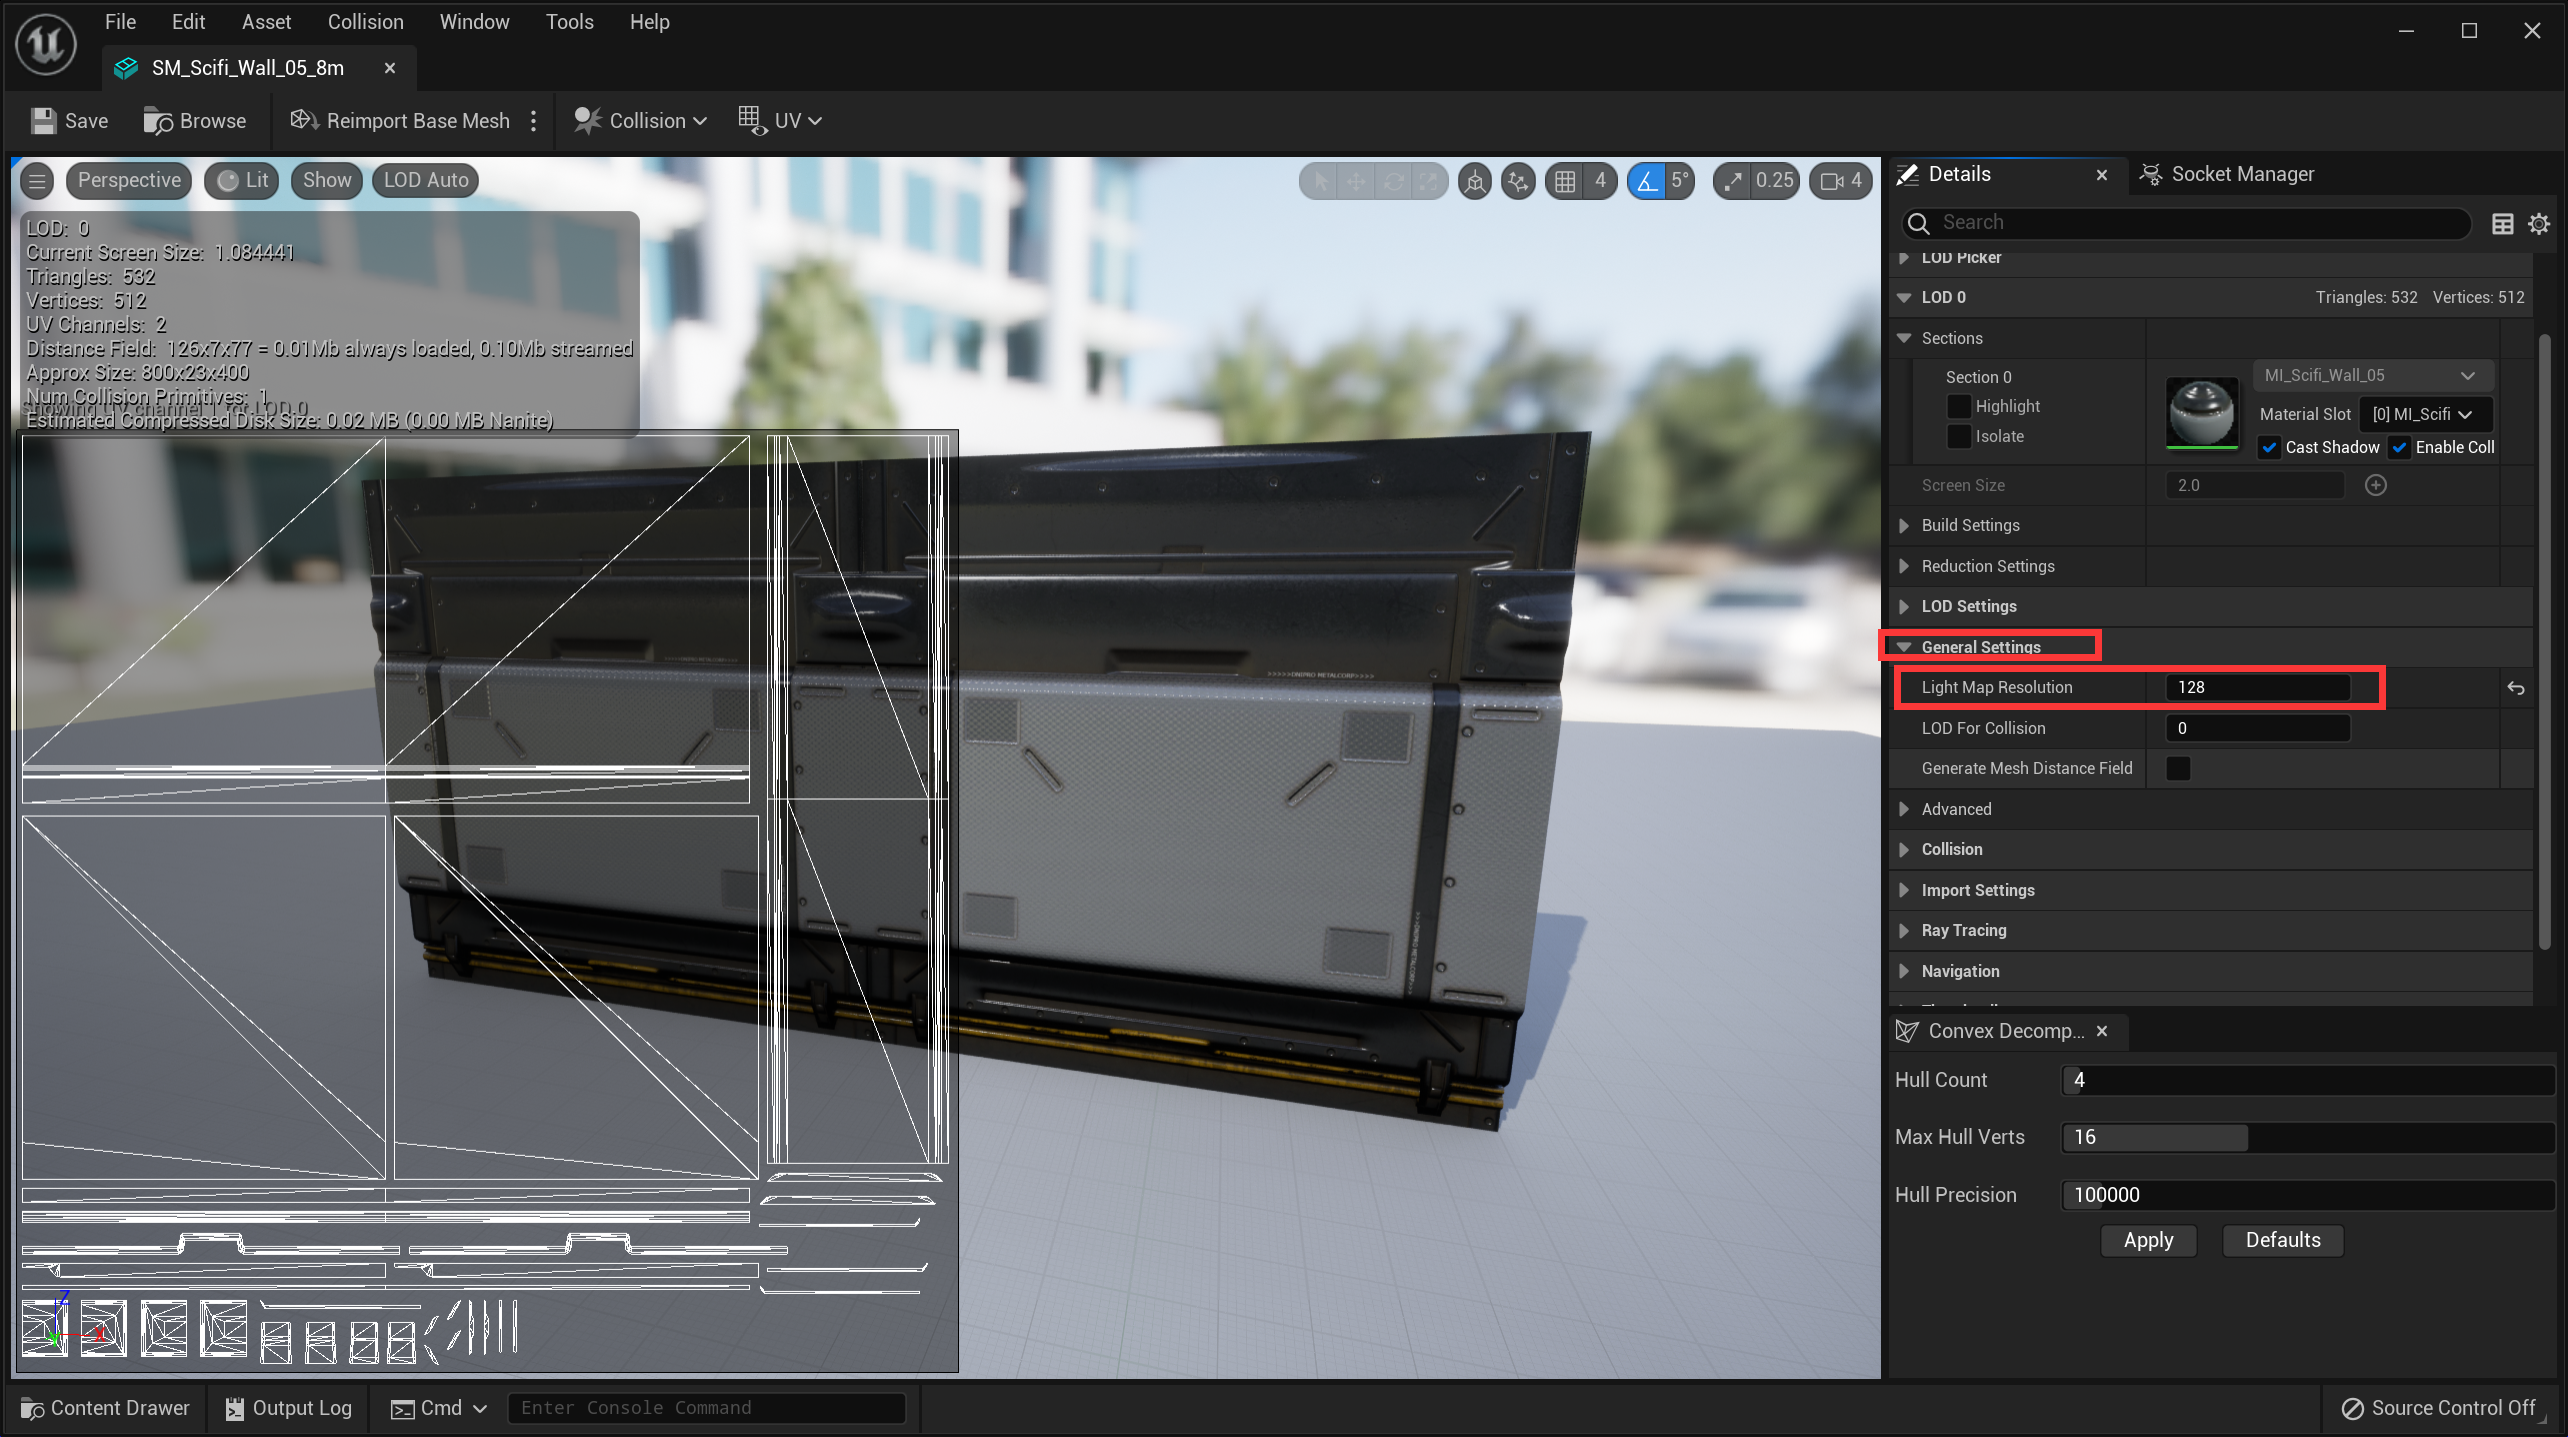 File Edit Asset Collision Window Tools Help
SM_Scifi_Wall_05_8m
Save Browse Reimport Base Mesh Collision UV
Perspective Lit Show LOD Auto
4 5° 0.25 4
LOD: 0
Current Screen Size: 1.084441
Triangles: 532
Vertices: 512
UV Channels: 2
Distance Field: 126x7x77 = 0.01Mb always loaded, 0.10Mb streamed
Approx Size: 800x23x400
Num Collision Primitives: 1
Showing UV channel 1 for LOD 0
Estimated Compressed Disk Size: 0.02 MB (0.00 MB Nanite)
>>>>>DNIPRO METALCORP>>>>
Z
Y X
Details Socket Manager
Search
LOD Picker
LOD 0 Triangles: 532 Vertices: 512
Sections
Section 0
Highlight
Isolate
MI_Scifi_Wall_05
Material Slot [0] MI_Scifi
Cast Shadow Enable Coll
Screen Size 2.0
Build Settings
Reduction Settings
LOD Settings
General Settings
Light Map Resolution 128
LOD For Collision 0
Generate Mesh Distance Field
Advanced
Collision
Import Settings
Ray Tracing
Navigation
Convex Decomp...
Hull Count 4
Max Hull Verts 16
Hull Precision 100000
Apply Defaults
Content Drawer Output Log Cmd Enter Console Command Source Control Off